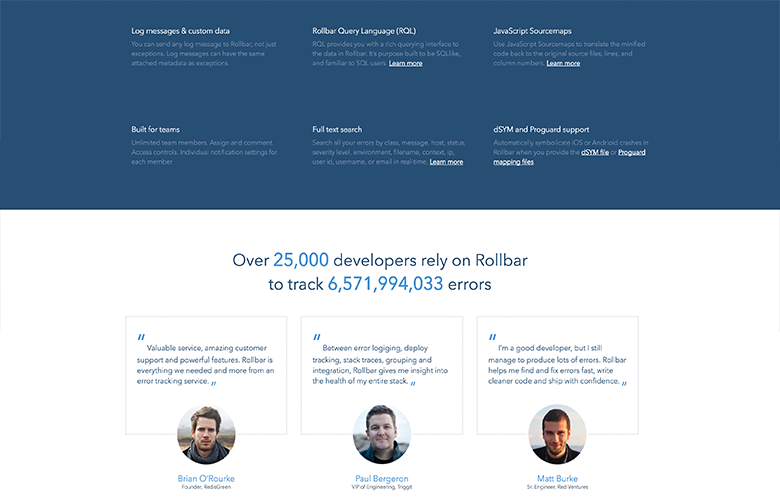 Log messages & custom data
You can send any log message to Rollbar, not just
exceptions. Log messages can have the same
attached metadata as exceptions.
Rollbar Query Language (RQL)
RQL provides you with a rich querying interface to
the data in Rollbar. It's purpose built to be SQLlike,
and familiar to SQL users. Learn more
JavaScript Sourcemaps
Use JavaScript Sourcemaps to translate the minified
code back to the original source files, lines, and
column numbers. Learn more
Built for teams
Unlimited team members. Assign and comment.
Access controls. Individual notification settings for
each member
Full text search
Search all your errors by class, message, host, status,
severity level, environment, filename, context, ip,
user id, username, or email in real-time. Learn more
dSYM and Proguard support
Automatically symbolicate iOS or Andrioid crashes in
Rollbar when you provide the dSYM file or Proguard
mapping files
Over 25,000 developers rely on Rollbar
to track 6,571,994,033 errors
" Valuable service, amazing customer
support and powerful features. Rollbar is
everything we needed and more from an
error tracking service. "
Brian O'Rourke
Founder, RedisGreen
" Between error logiging, deploy
tracking, stack traces, grouping and
integration, Rollbar gives me insight into
the health of my entire stack. "
Paul Bergeron
VP of Engineering, Triggit
" I'm a good developer, but I still
manage to produce lots of errors. Rollbar
helps me find and fix errors fast, write
cleaner code and ship with confidence. "
Matt Burke
Sr. Engineer, Red Ventures